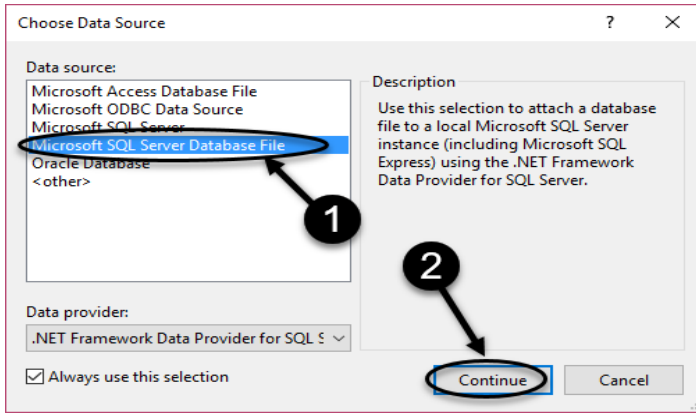 Choose Data Source
?
Data source:
Microsoft Access Database File
Microsoft ODBC Data Source
Microsoft SQL Server
Microsoft SQL Server Database File
Oracle Database
<other>
Description
Use this selection to attach a database
file to a local Microsoft SQL Server
instance (including Microsoft SQL
Express) using the .NET Framework
Data Provider for SQL Server.
1
2
Data provider:
.NET Framework Data Provider for SQL S
Always use this selection
Continue
Cancel